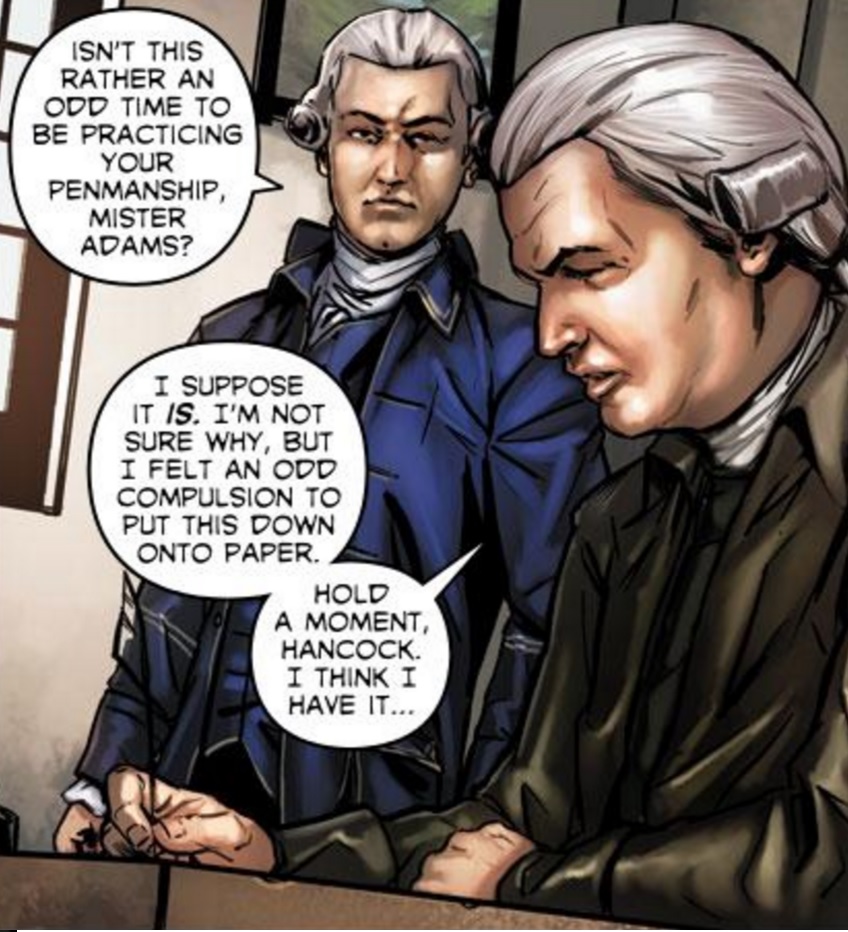 ISN'T THIS
RATHER AN
ODD TIME TO
BE PRACTICING
YOUR
PENMANSHIP,
MISTER
ADAMS?
I SUPPOSE
IT IS. I'M NOT
SURE WHY, BUT
I FELT AN ODD
COMPULSION TO
PUT THIS DOWN
ONTO PAPER.
HOLD
A MOMENT,
HANCOCK.
I THINK I
HAVE IT...